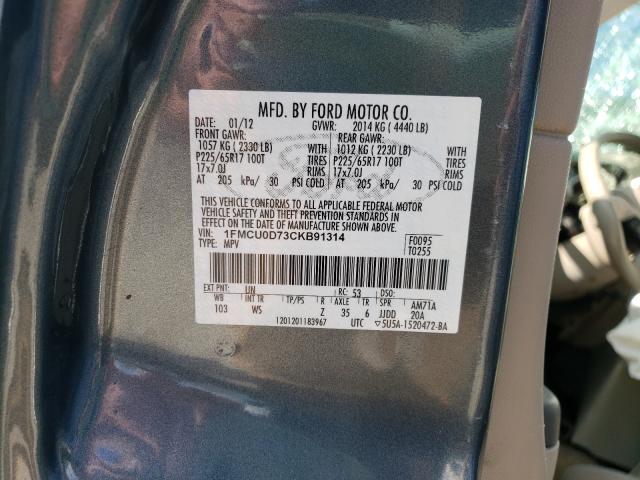 MFD. BY FORD MOTOR CO.
DATE: 01/12 GVWR: 2014 KG ( 4440 LB)
FRONT GAWR: REAR GAWR:
1057 KG ( 2330 LB) WITH 1012 KG ( 2230 LB) WITH
P225/65R17 100T TIRES P225/65R17 100T TIRES
17x7.0J RIMS 17x7.0J RIMS
AT 205 kPa/ 30 PSI COLD AT 205 kPa/ 30 PSI COLD
THIS VEHICLE CONFORMS TO ALL APPLICABLE FEDERAL MOTOR
VEHICLE SAFETY AND THEFT PREVENTION STANDARDS IN
EFFECT ON THE DATE OF MANUFACTURE SHOWN ABOVE.
VIN: 1FMCU0D73CKB91314 F0095
TYPE: MPV T0255
EXT PNT: UN RC: 53 DSO:
WB INT TR TP/PS R AXLE TR SPR AM71A
103 WS Z 35 6 JJDD 20A
1201201183967 UTC ▽5U5A-1520472-BA